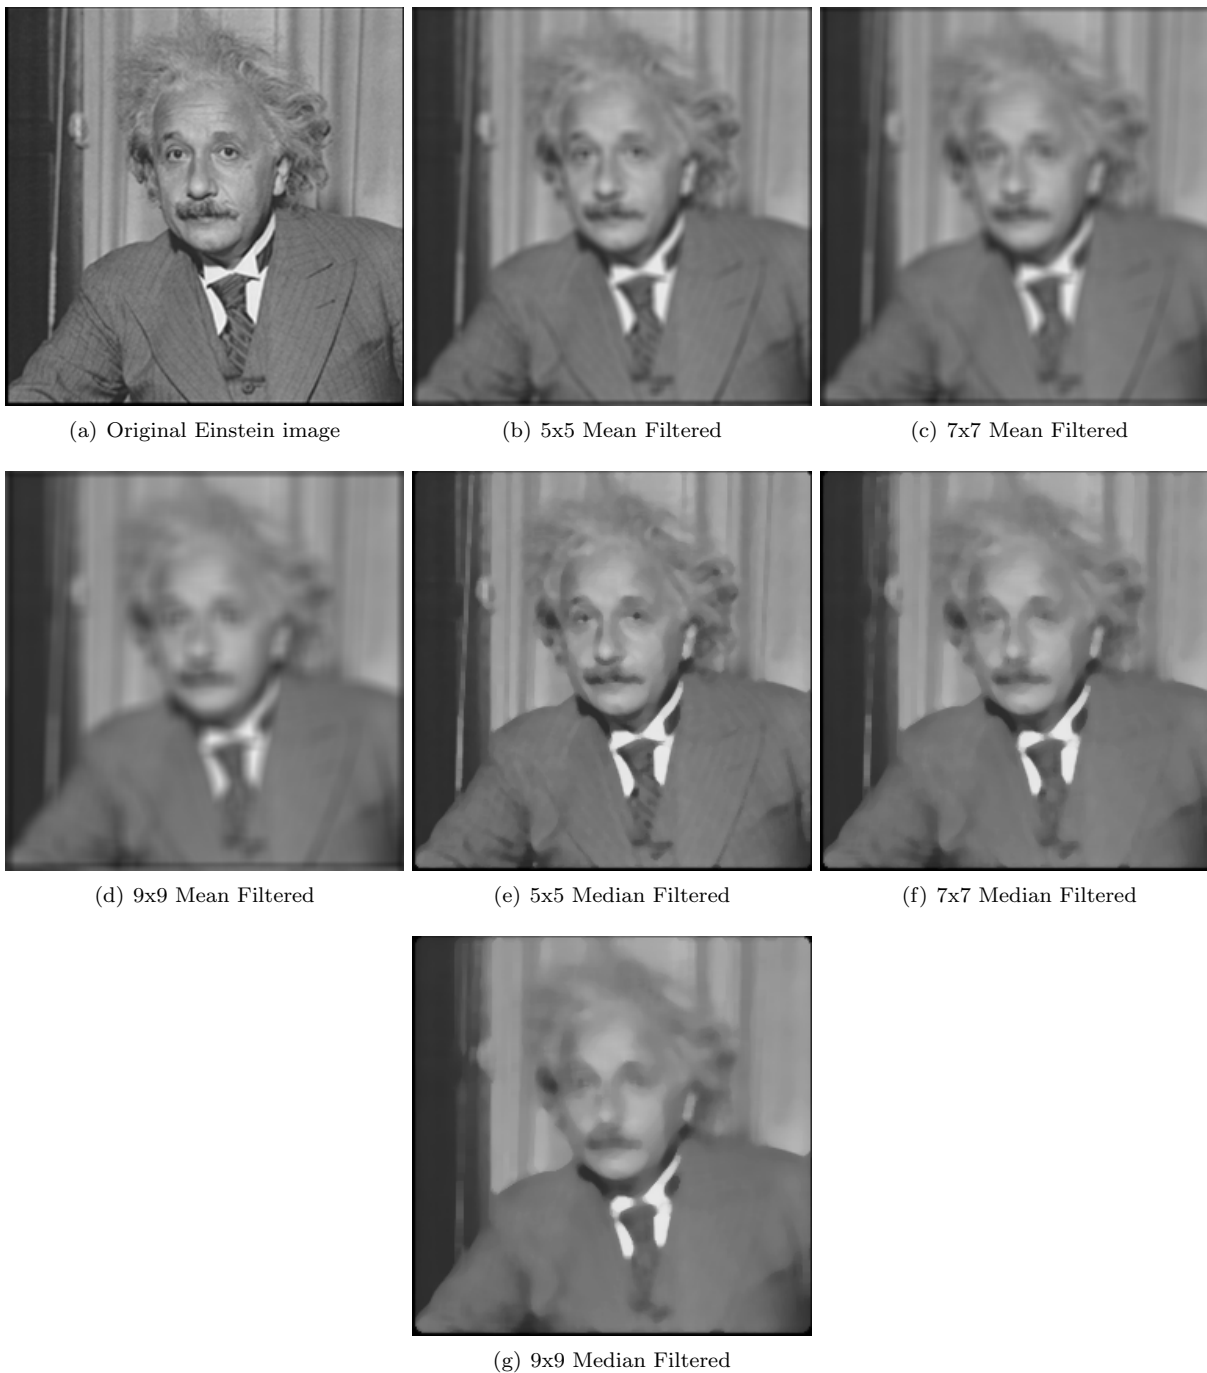 (a) Original Einstein image
(b) 5x5 Mean Filtered
(c) 7x7 Mean Filtered
(d) 9x9 Mean Filtered
(e) 5x5 Median Filtered
(f) 7x7 Median Filtered
(g) 9x9 Median Filtered